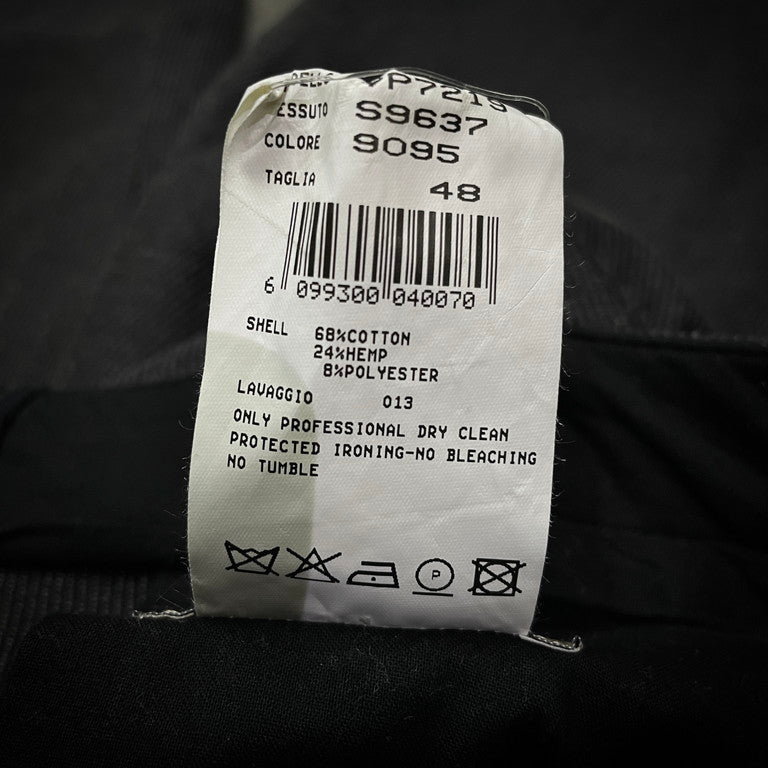 P7215
ESSUTO S9637
COLORE 9095
TAGLIA 48
6 099300 040070
SHELL 68%COTTON
24%HEMP
8%POLYESTER
LAVAGGIO 013
ONLY PROFESSIONAL DRY CLEAN
PROTECTED IRONING-NO BLEACHING
NO TUMBLE
P